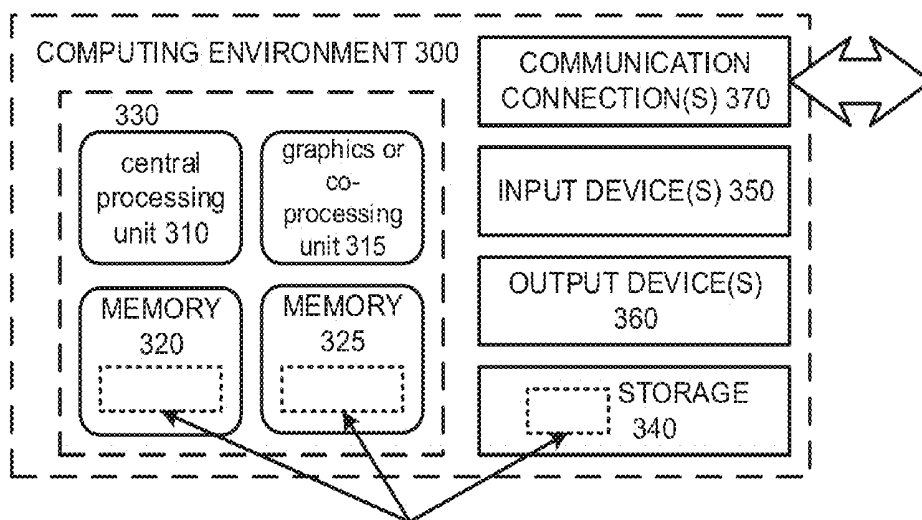 COMPUTING ENVIRONMENT 300
COMMUNICATION
CONNECTION(S) 370
330
central
processing
unit 310
graphics or
co-
processing
unit 315
INPUT DEVICE(S) 350
MEMORY
320
MEMORY
325
OUTPUT DEVICE(S)
360
STORAGE
340